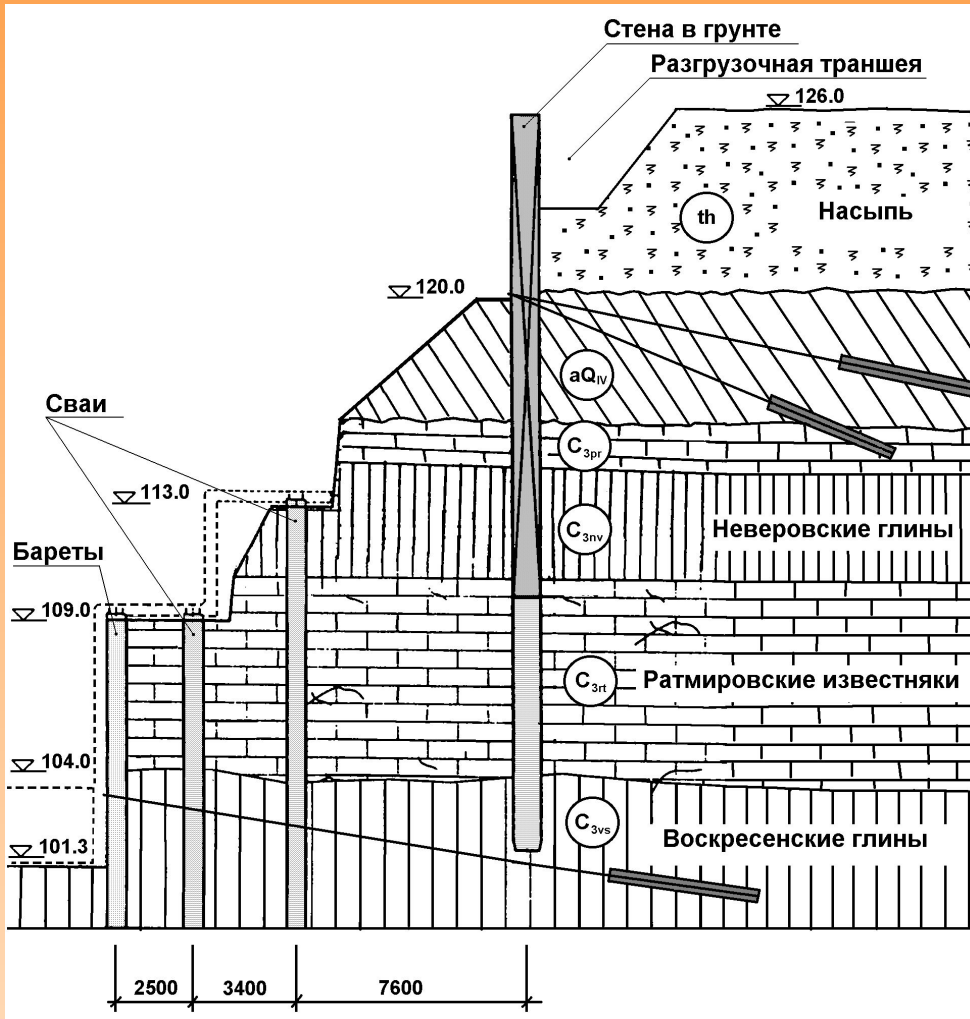 Стена в грунте
Разгрузочная траншея
126.0
th
Насыпь
120.0
aQIV
Сваи
C3pr
113.0
C3nv
Неверовские глины
Бареты
109.0
C3rt
Ратмировские известняки
104.0
C3vs
Воскресенские глины
101.3
2500 3400 7600